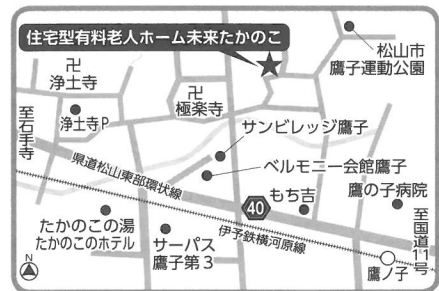 住宅型有料老人ホーム未来たかのこ
松山市
鷹子運動公園
卍
浄土寺
卍
極楽寺
浄土寺P
至石手寺
サンビレッジ鷹子
県道松山東部環状線
ベルモニー会館鷹子
40
もち吉
鷹の子病院
たかのこの湯
たかのこのホテル
サーパス
鷹子第3
伊予鉄横河原線
至国道11号
鷹ノ子
N